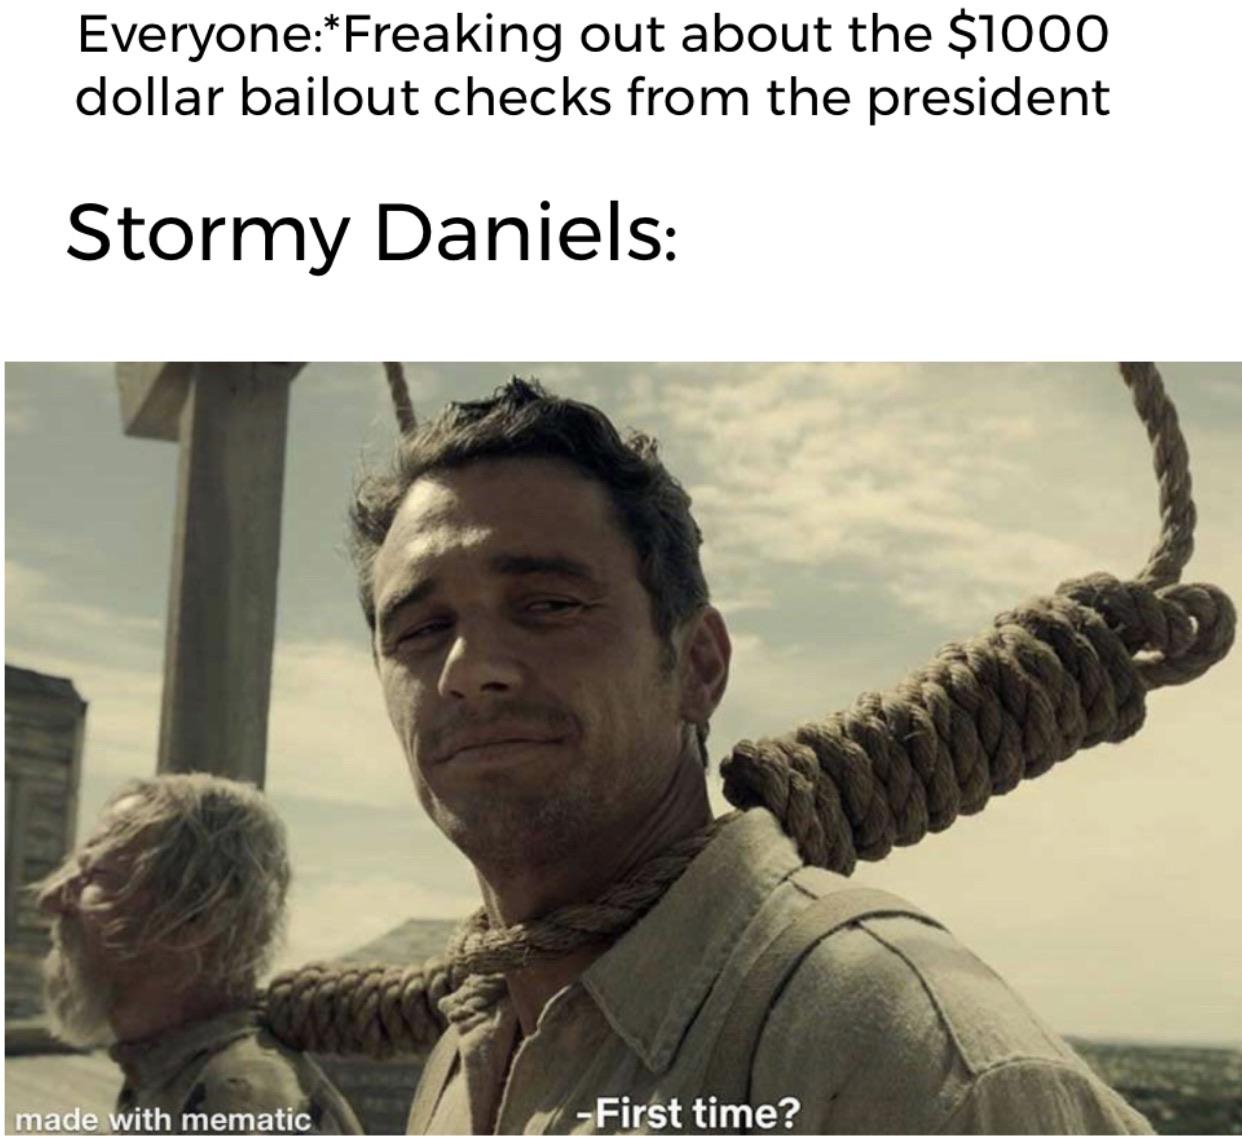 Everyone:*Freaking out about the $1000
dollar bailout checks from the president
Stormy Daniels:
-First time?
made with mematic